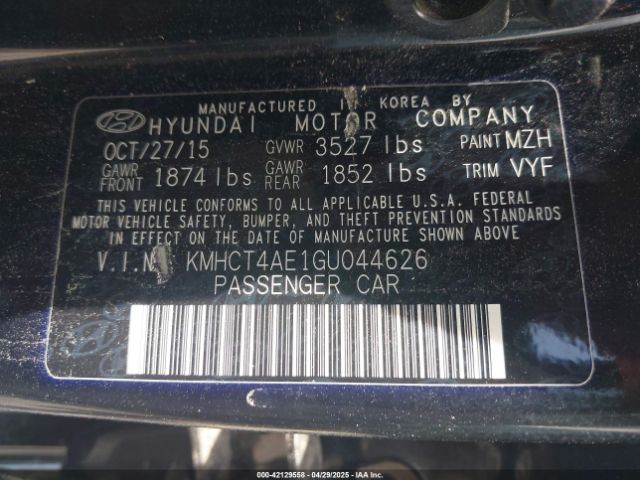 MANUFACTURED IN KOREA BY
HYUNDAI MOTOR COMPANY
OCT/27/15 GVWR 3527 lbs PAINT MZH
GAWR FRONT 1874 lbs GAWR REAR 1852 lbs TRIM VYF
THIS VEHICLE CONFORMS TO ALL APPLICABLE U.S.A. FEDERAL
MOTOR VEHICLE SAFETY, BUMPER, AND THEFT PREVENTION STANDARDS
IN EFFECT ON THE DATE OF MANUFACTURE SHOWN ABOVE
V.I.N KMHCT4AE1GU044626
PASSENGER CAR
000-42129558 - 04/29/2025 - IAAI.COM